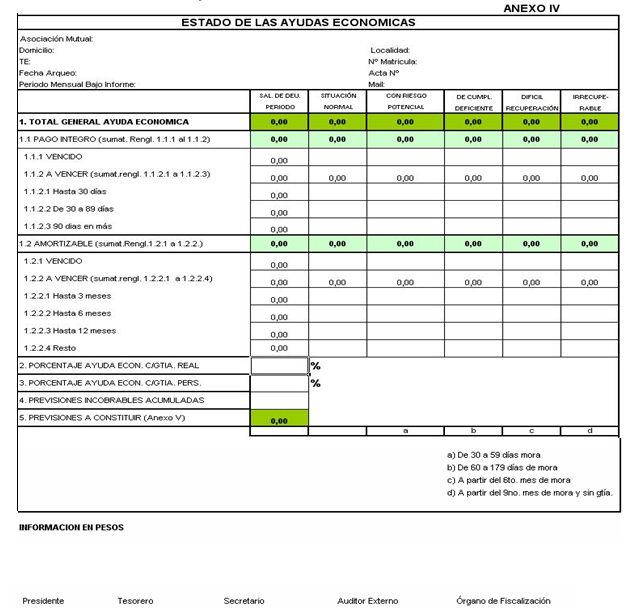 ANEXO IV
ESTADO DE LAS AYUDAS ECONOMICAS
Asociación Mutual:
Domicilio: Localidad:
TE: Nº Matricula:
Fecha Arqueo: Acta Nº
Periodo Mensual Bajo Informe: Mail:
SAL. DE DEU. SITUACIÓN CON RIESGO DE CUMPL. DIFICIL IRRECUPE-
PERIODO NORMAL POTENCIAL DEFICIENTE RECUPERACIÓN RABLE
1. TOTAL GENERAL AYUDA ECONOMICA 0,00 0,00 0,00 0,00 0,00 0,00
1.1 PAGO INTEGRO (sumat. Rengl. 1.1.1 al 1.1.2) 0,00 0,00 0,00 0,00 0,00 0,00
1.1.1 VENCIDO 0,00
1.1.2 A VENCER (sumat.rengl. 1.1.2.1 a 1.1.2.3) 0,00 0,00 0,00 0,00 0,00 0,00
1.1.2.1 Hasta 30 días 0,00
1.1.2.2 De 30 a 89 días 0,00
1.1.2.3 90 dias en más 0,00
1.2 AMORTIZABLE (sumat.Rengl.1.2.1 a 1.2.2.) 0,00 0,00 0,00 0,00 0,00 0,00
1.2.1 VENCIDO 0,00
1.2.2 A VENCER (sumat.rengl. 1.2.2.1 a 1.2.2.4) 0,00 0,00 0,00 0,00 0,00 0,00
1.2.2.1 Hasta 3 meses 0,00
1.2.2.2 Hasta 6 meses 0,00
1.2.2.3 Hasta 12 meses 0,00
1.2.2.4 Resto 0,00
2. PORCENTAJE AYUDA ECON. C/GTIA. REAL %
3. PORCENTAJE AYUDA ECON. C/GTIA. PERS. %
4. PREVISIONES INCOBRABLES ACUMULADAS
5. PREVISIONES A CONSTITUIR (Anexo V) 0,00
a b c d
a) De 30 a 59 días mora
b) De 60 a 179 días de mora
c) A partir del 6to. mes de mora
d) A partir del 9no. mes de mora y sin gtía.
INFORMACION EN PESOS
Presidente Tesorero Secretario Auditor Externo Órgano de Fiscalización